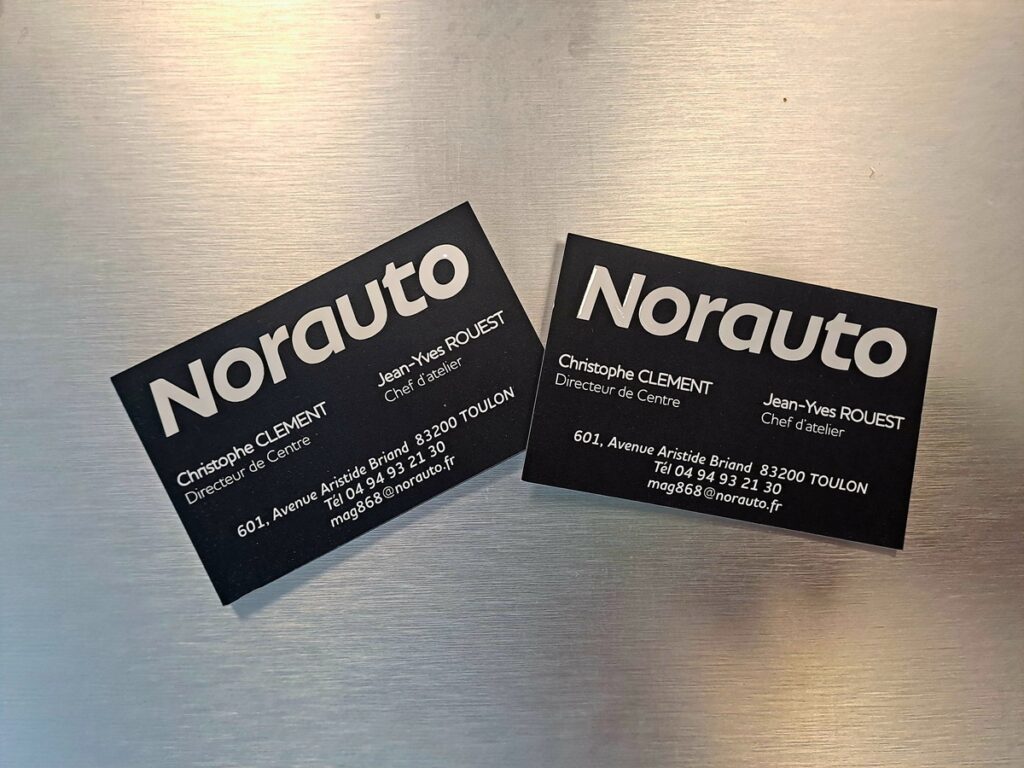 Norauto
Christophe CLEMENT
Directeur de Centre
Jean-Yves ROUEST
Chef d'atelier
601, Avenue Aristide Briand 83200 TOULON
Tél 04 94 93 21 30
mag868@norauto.fr
Norauto
Christophe CLEMENT
Directeur de Centre
Jean-Yves ROUEST
Chef d'atelier
601, Avenue Aristide Briand 83200 TOULON
Tél 04 94 93 21 30
mag868@norauto.fr